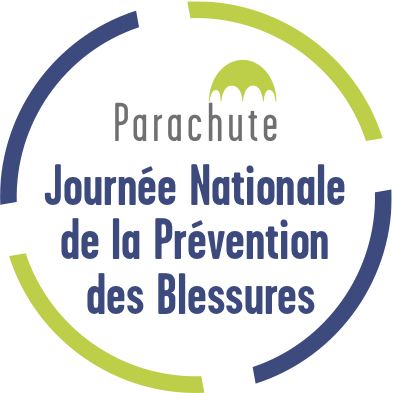 Parachute
Journée Nationale
de la Prévention
des Blessures